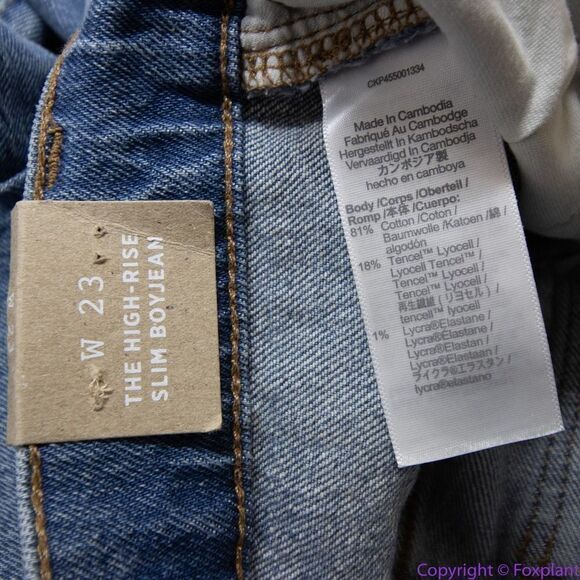 W 23
THE HIGH-RISE
SLIM BOYJEAN
CKP455001334
Made In Cambodia
Fabriqué Au Cambodge
Hergestellt In Kambodscha
Vervaardigd In Cambodja
カンボジア製
hecho en camboya
Body /Corps /Oberteil /
Romp /本体/ /Cuerpo:
81% Cotton /Coton /
Baumwolle /Katoen /綿 /
algodón
18% Tencel™ Lyocell /
Lyocell Tencel™ /
Tencel™ Lyocell /
Tencel™ Lyocell /
再生繊維 (リヨセル) /
tencell™ lyocell
1% Lycra®Elastane /
Lycra®Élastane /
Lycra®Elastan /
Lycra®Elastaan /
ライクラ®エラスタン /
lycra®elastano
Copyright © Foxplant